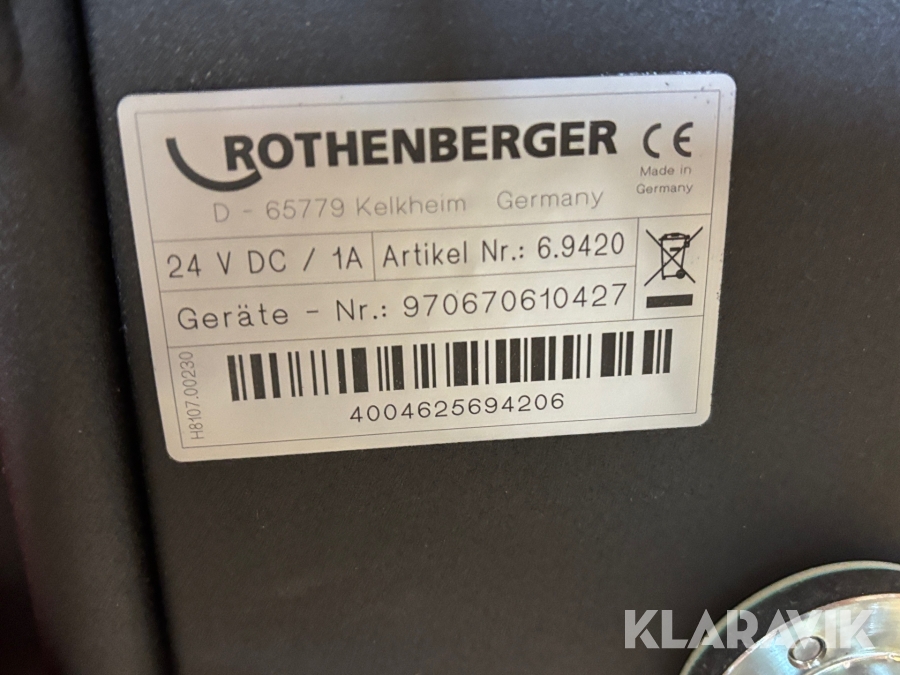 ROTHENBERGER
CE
Made in
Germany
D - 65779 Kelkheim Germany
24 V DC / 1A
Artikel Nr.: 6.9420
Geräte - Nr.: 970670610427
H8107.00230
4004625694206
KLARAVIK